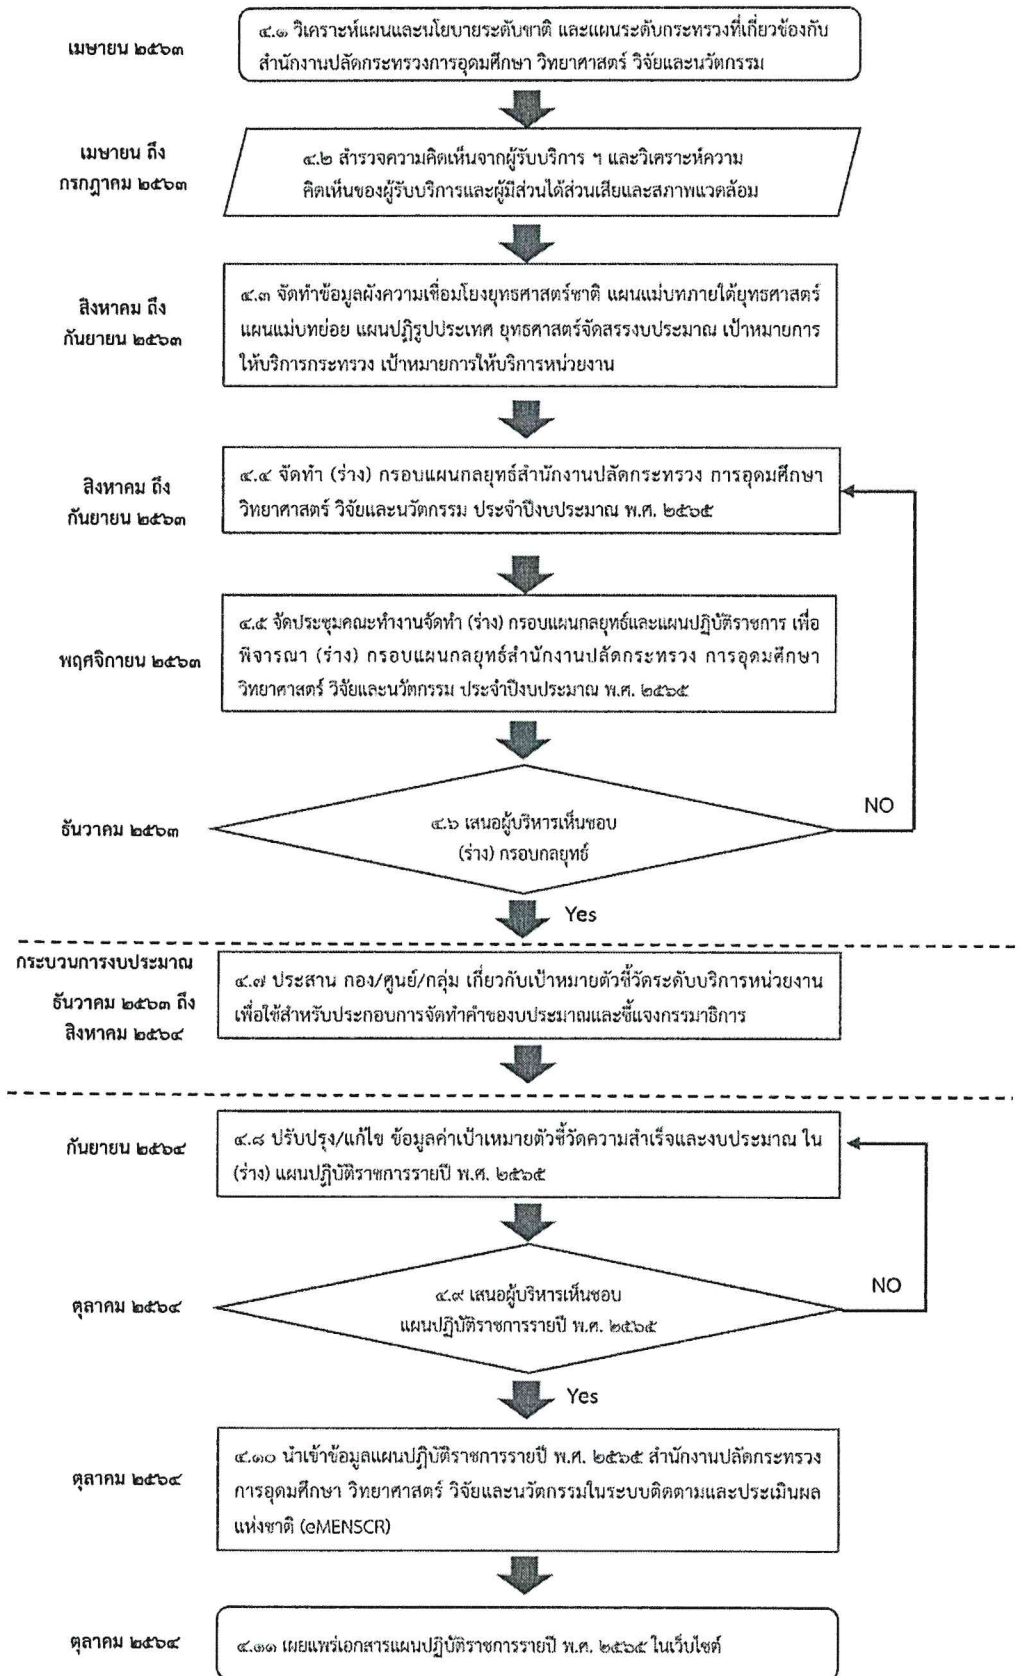 เมษายน ๒๕๖๓
๔.๑ วิเคราะห์แผนและนโยบายระดับชาติ และแผนระดับกระทรวงที่เกี่ยวข้องกับ
สำนักงานปลัดกระทรวงการอุดมศึกษา วิทยาศาสตร์ วิจัยและนวัตกรรม
เมษายน ถึง
กรกฎาคม ๒๕๖๓
๔.๒ สำรวจความคิดเห็นจากผู้รับบริการ ฯ และวิเคราะห์ความ
คิดเห็นของผู้รับบริการและผู้มีส่วนได้ส่วนเสียและสภาพแวดล้อม
สิงหาคม ถึง
กันยายน ๒๕๖๓
๔.๓ จัดทำข้อมูลผังความเชื่อมโยงยุทธศาสตร์ชาติ แผนแม่บทภายใต้ยุทธศาสตร์
แผนแม่บทย่อย แผนปฏิรูปประเทศ ยุทธศาสตร์จัดสรรงบประมาณ เป้าหมายการ
ให้บริการกระทรวง เป้าหมายการให้บริการหน่วยงาน
สิงหาคม ถึง
กันยายน ๒๕๖๓
๔.๔ จัดทำ (ร่าง) กรอบแผนกลยุทธ์สำนักงานปลัดกระทรวง การอุดมศึกษา
วิทยาศาสตร์ วิจัยและนวัตกรรม ประจำปีงบประมาณ พ.ศ. ๒๕๖๕
พฤศจิกายน ๒๕๖๓
๔.๕ จัดประชุมคณะทำงานจัดทำ (ร่าง) กรอบแผนกลยุทธ์และแผนปฏิบัติราชการ เพื่อ
พิจารณา (ร่าง) กรอบแผนกลยุทธ์สำนักงานปลัดกระทรวง การอุดมศึกษา
วิทยาศาสตร์ วิจัยและนวัตกรรม ประจำปีงบประมาณ พ.ศ. ๒๕๖๕
ธันวาคม ๒๕๖๓
๔.๖ เสนอผู้บริหารเห็นชอบ
(ร่าง) กรอบกลยุทธ์
NO
Yes
กระบวนการงบประมาณ
ธันวาคม ๒๕๖๓ ถึง
สิงหาคม ๒๕๖๔
๔.๗ ประสาน กอง/ศูนย์/กลุ่ม เกี่ยวกับเป้าหมายตัวชี้วัดระดับบริการหน่วยงาน
เพื่อใช้สำหรับประกอบการจัดทำคำของบประมาณและชี้แจงกรรมาธิการ
กันยายน ๒๕๖๔
๔.๘ ปรับปรุง/แก้ไข ข้อมูลค่าเป้าเหมายตัวชี้วัดความสำเร็จและงบประมาณ ใน
(ร่าง) แผนปฏิบัติราชการรายปี พ.ศ. ๒๕๖๕
ตุลาคม ๒๕๖๔
๔.๙ เสนอผู้บริหารเห็นชอบ
แผนปฏิบัติราชการรายปี พ.ศ. ๒๕๖๕
NO
Yes
ตุลาคม ๒๕๖๔
๔.๑๐ นำเข้าข้อมูลแผนปฏิบัติราชการรายปี พ.ศ. ๒๕๖๕ สำนักงานปลัดกระทรวง
การอุดมศึกษา วิทยาศาสตร์ วิจัยและนวัตกรรมในระบบติดตามและประเมินผล
แห่งชาติ (eMENSCR)
ตุลาคม ๒๕๖๔
๔.๑๑ เผยแพร่เอกสารแผนปฏิบัติราชการรายปี พ.ศ. ๒๕๖๕ ในเว็บไซต์